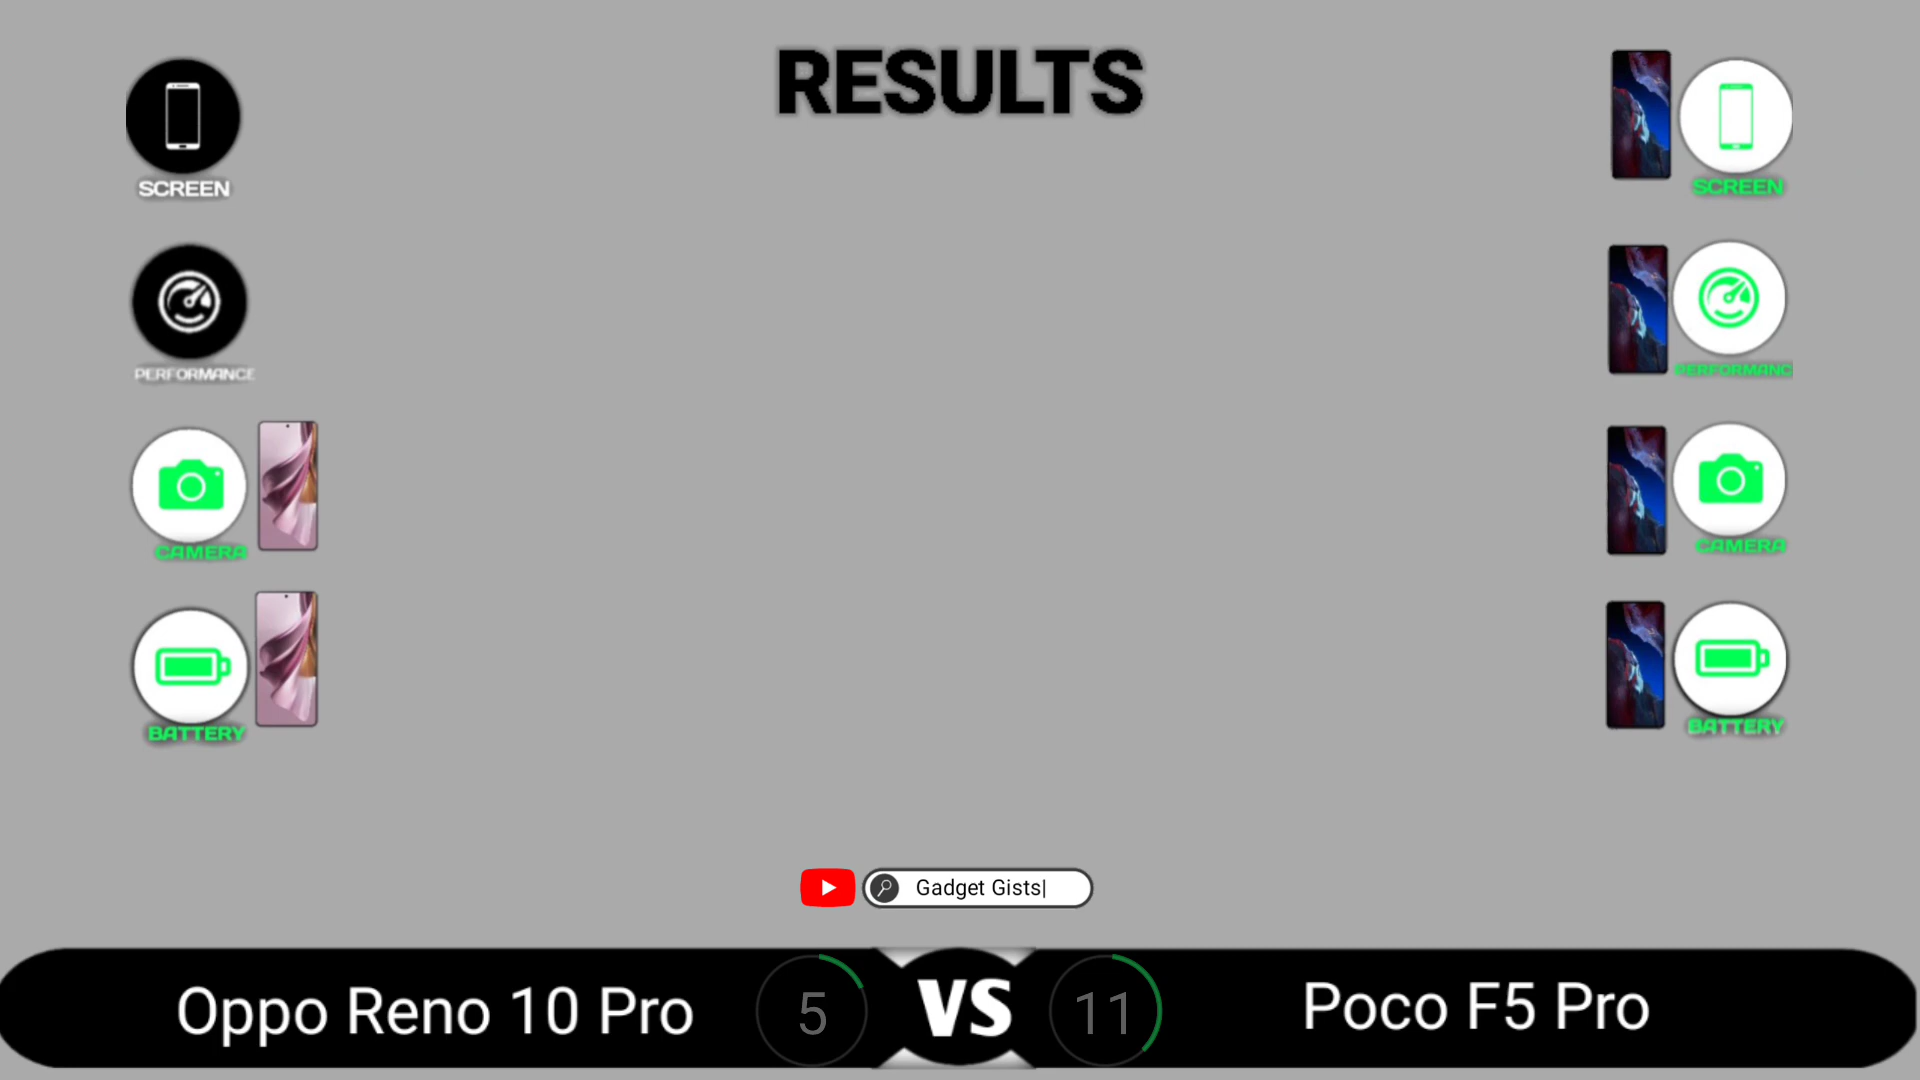 RESULTS
SCREEN
SCREEN
PERFORMANCE
PERFORMANC
CAMERA
CAMERA
BATTERY
BATTERY
Gadget Gists|
Oppo Reno 10 Pro 5 VS 11 Poco F5 Pro